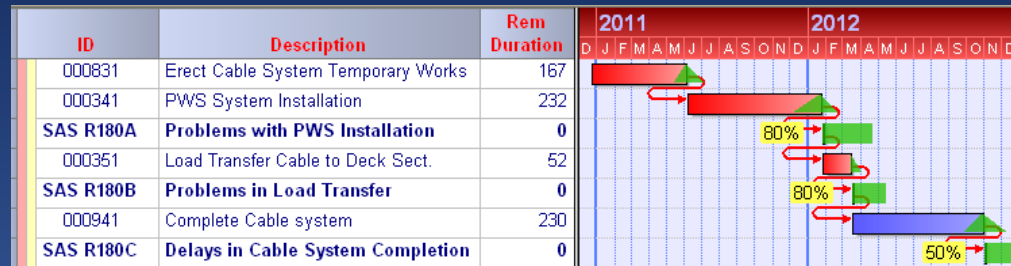 ID Description Rem Duration 2011 2012
D J F M A M J J A S O N D J F M A M J J A S O N D
000831 Erect Cable System Temporary Works 167
000341 PWS System Installation 232
SAS R180A Problems with PWS Installation 0 80%
000351 Load Transfer Cable to Deck Sect. 52
SAS R180B Problems in Load Transfer 0 80%
000941 Complete Cable system 230
SAS R180C Delays in Cable System Completion 0 50%